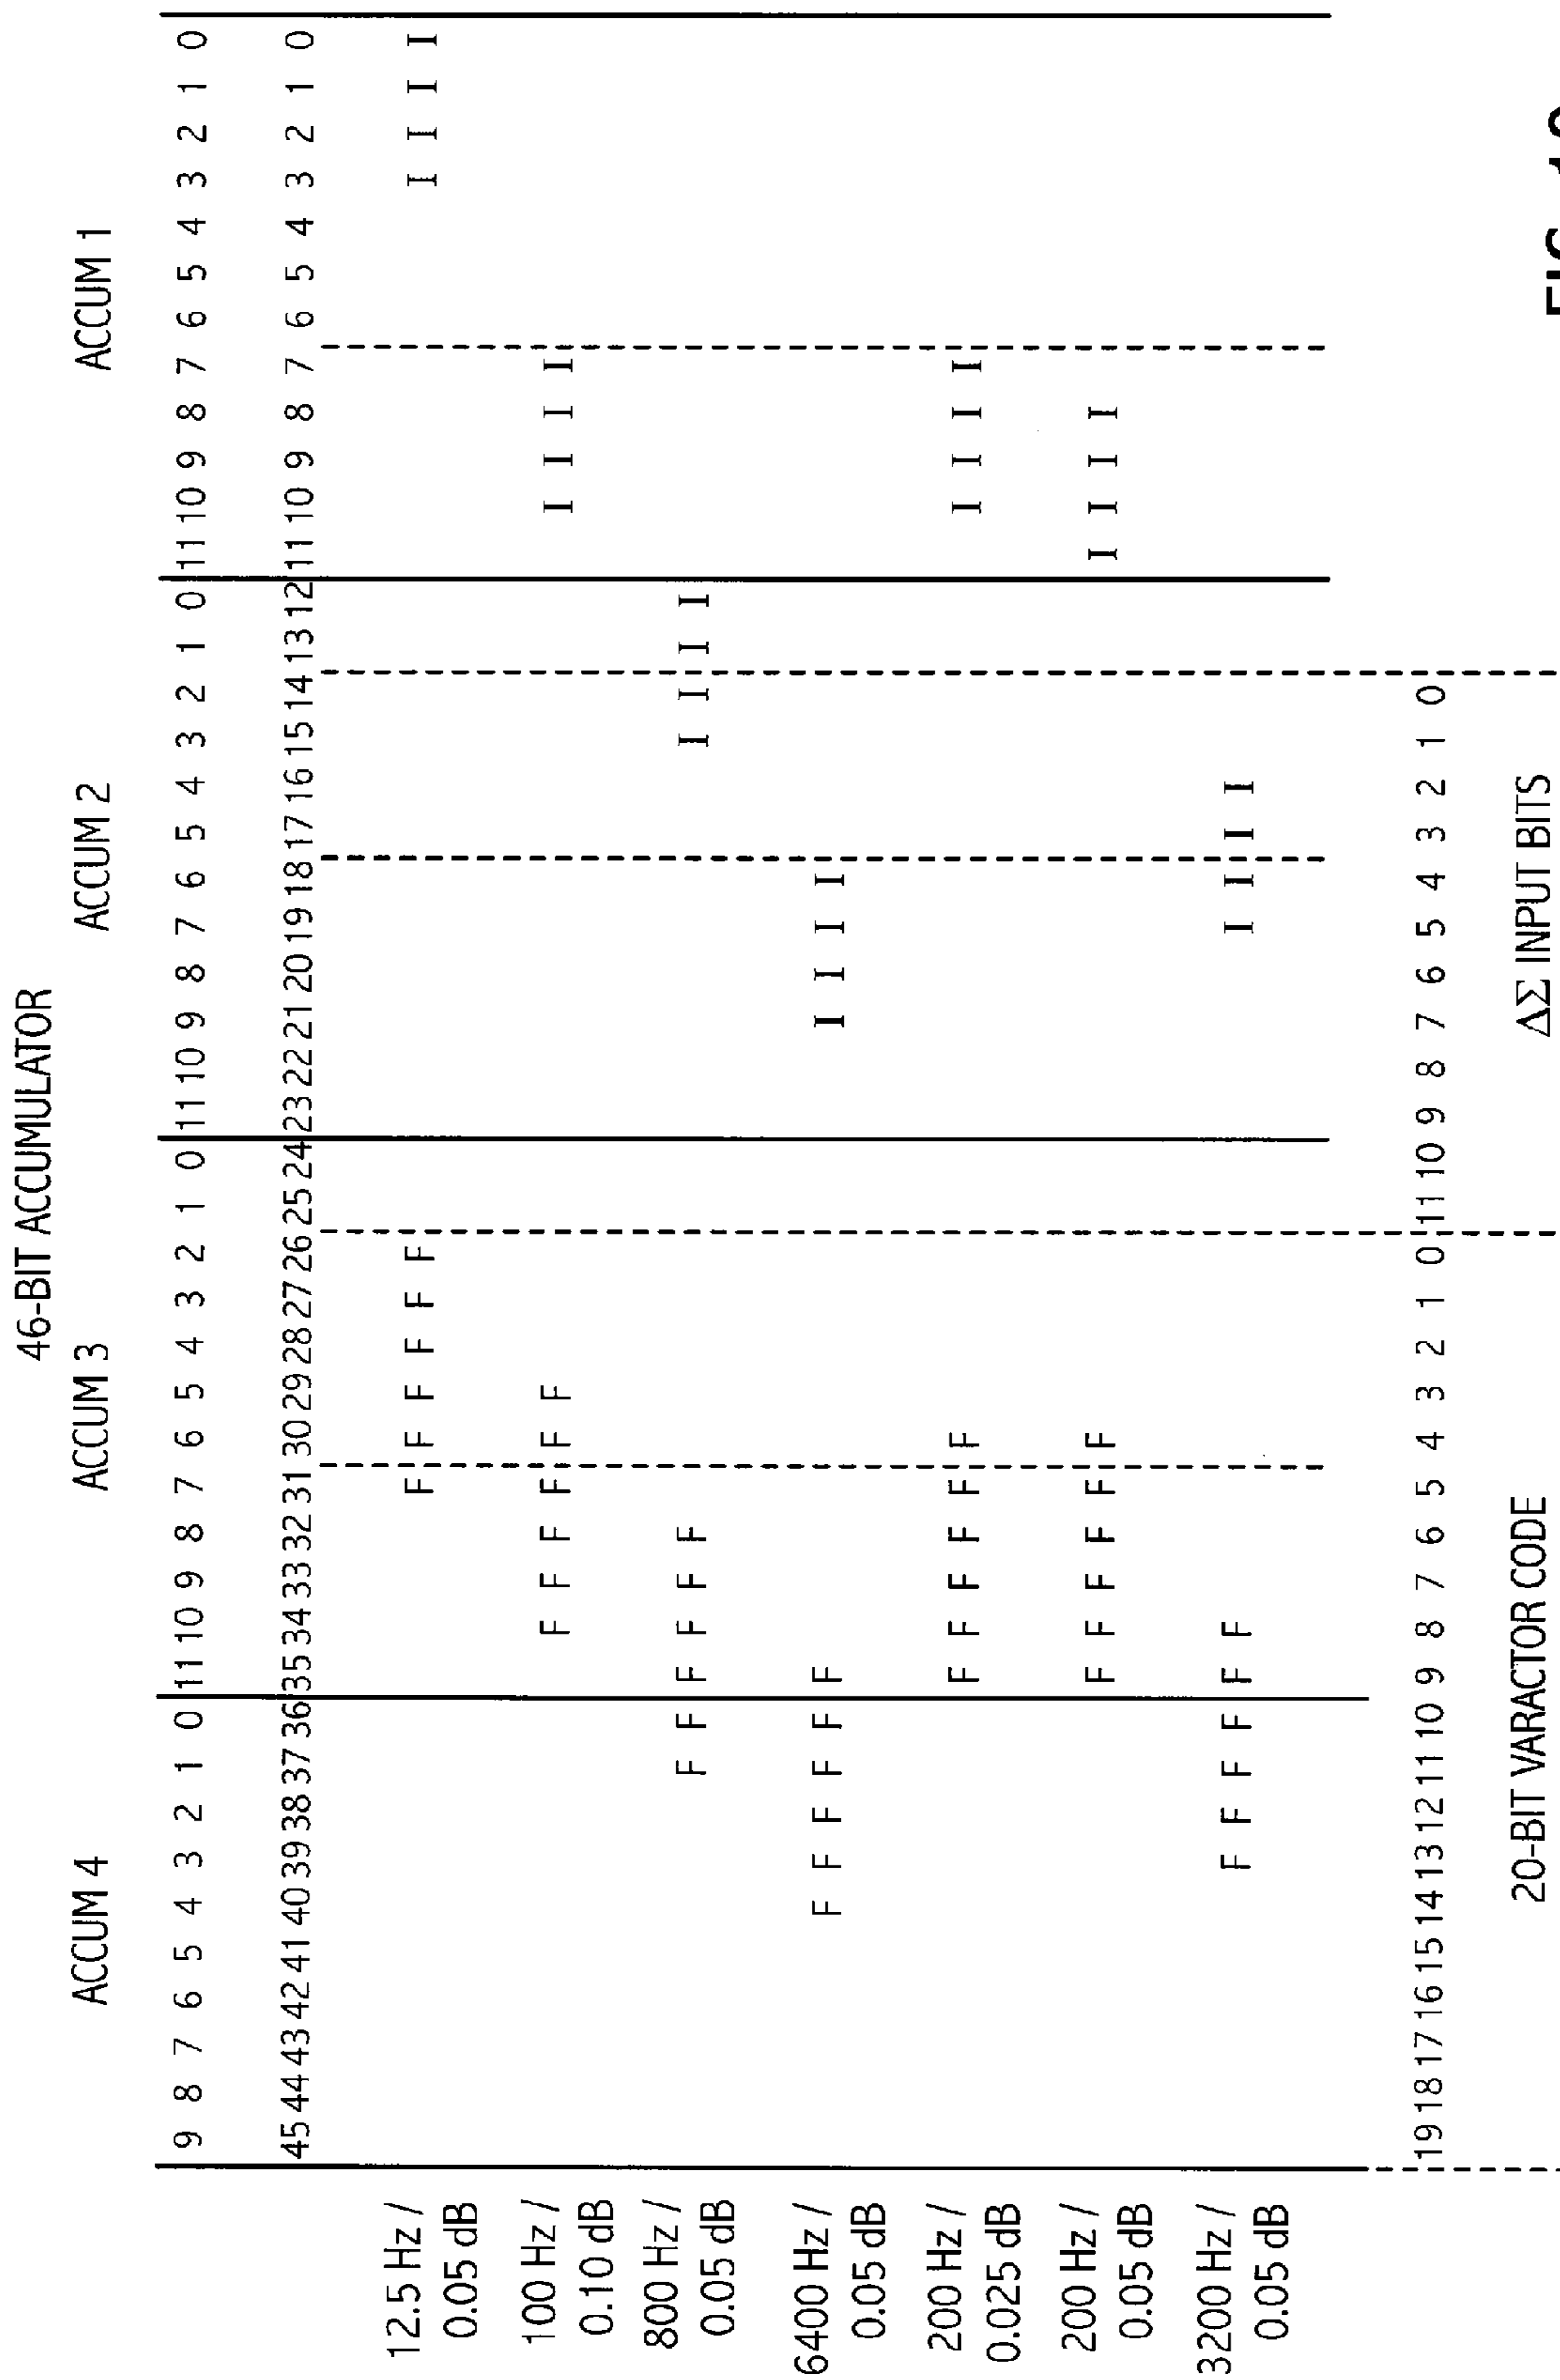 46-BIT ACCUMULATOR
ACCUM 4 ACCUM 3 ACCUM 2 ACCUM 1
9 8 7 6 5 4 3 2 1 0 11 10 9 8 7 6 5 4 3 2 1 0 11 10 9 8 7 6 5 4 3 2 1 0 11 10 9 8 7 6 5 4 3 2 1 0
45 44 43 42 41 40 39 38 37 36 35 34 33 32 31 30 29 28 27 26 25 24 23 22 21 20 19 18 17 16 15 14 13 12 11 10 9 8 7 6 5 4 3 2 1 0
12.5 Hz / F F F F F F I I I I
0.05 dB
100 Hz / F F F F F F I I I I
0.10 dB
800 Hz / F F F F F F I I I I
0.05 dB
6400 Hz / F F F F F F I I I I
0.05 dB
200 Hz / F F F F F F I I I I
0.025 dB
200 Hz / F F F F F F I I I I
0.05 dB
3200 Hz / F F F F F F I I I I
0.05 dB
19 18 17 16 15 14 13 12 11 10 9 8 7 6 5 4 3 2 1 0 11 10 9 8 7 6 5 4 3 2 1 0
20-BIT VARACTOR CODE ΔΣ INPUT BITS
FIG.